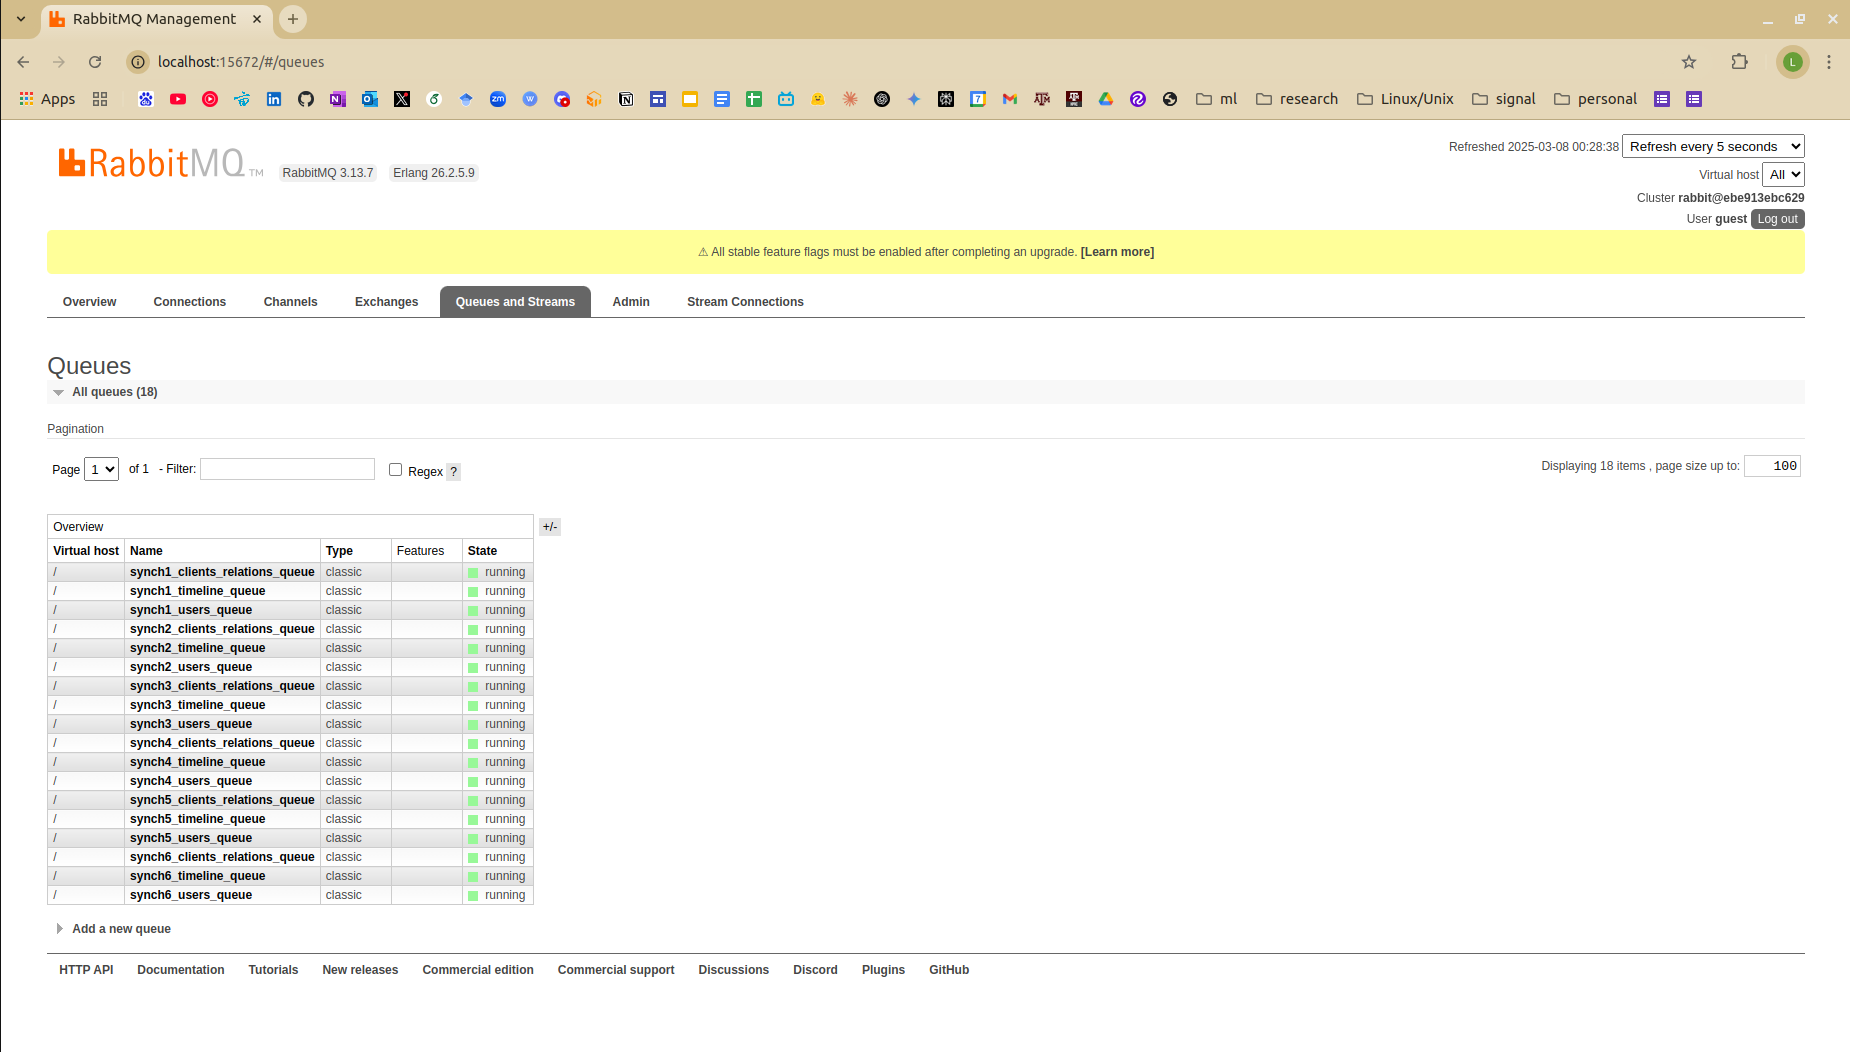 RabbitMQ Management
localhost:15672/#/queues
Apps ml research Linux/Unix signal personal
RabbitMQ TM RabbitMQ 3.13.7 Erlang 26.2.5.9
Refreshed 2025-03-08 00:28:38 Refresh every 5 seconds
Virtual host All
Cluster rabbit@ebe913ebc629
User guest Log out
⚠ All stable feature flags must be enabled after completing an upgrade. [Learn more]
Overview Connections Channels Exchanges Queues and Streams Admin Stream Connections
Queues
All queues (18)
Pagination
Page 1 of 1 - Filter: Regex ? Displaying 18 items , page size up to: 100
Overview +/-
Virtual host Name Type Features State
/ synch1_clients_relations_queue classic running
/ synch1_timeline_queue classic running
/ synch1_users_queue classic running
/ synch2_clients_relations_queue classic running
/ synch2_timeline_queue classic running
/ synch2_users_queue classic running
/ synch3_clients_relations_queue classic running
/ synch3_timeline_queue classic running
/ synch3_users_queue classic running
/ synch4_clients_relations_queue classic running
/ synch4_timeline_queue classic running
/ synch4_users_queue classic running
/ synch5_clients_relations_queue classic running
/ synch5_timeline_queue classic running
/ synch5_users_queue classic running
/ synch6_clients_relations_queue classic running
/ synch6_timeline_queue classic running
/ synch6_users_queue classic running
Add a new queue
HTTP API Documentation Tutorials New releases Commercial edition Commercial support Discussions Discord Plugins GitHub